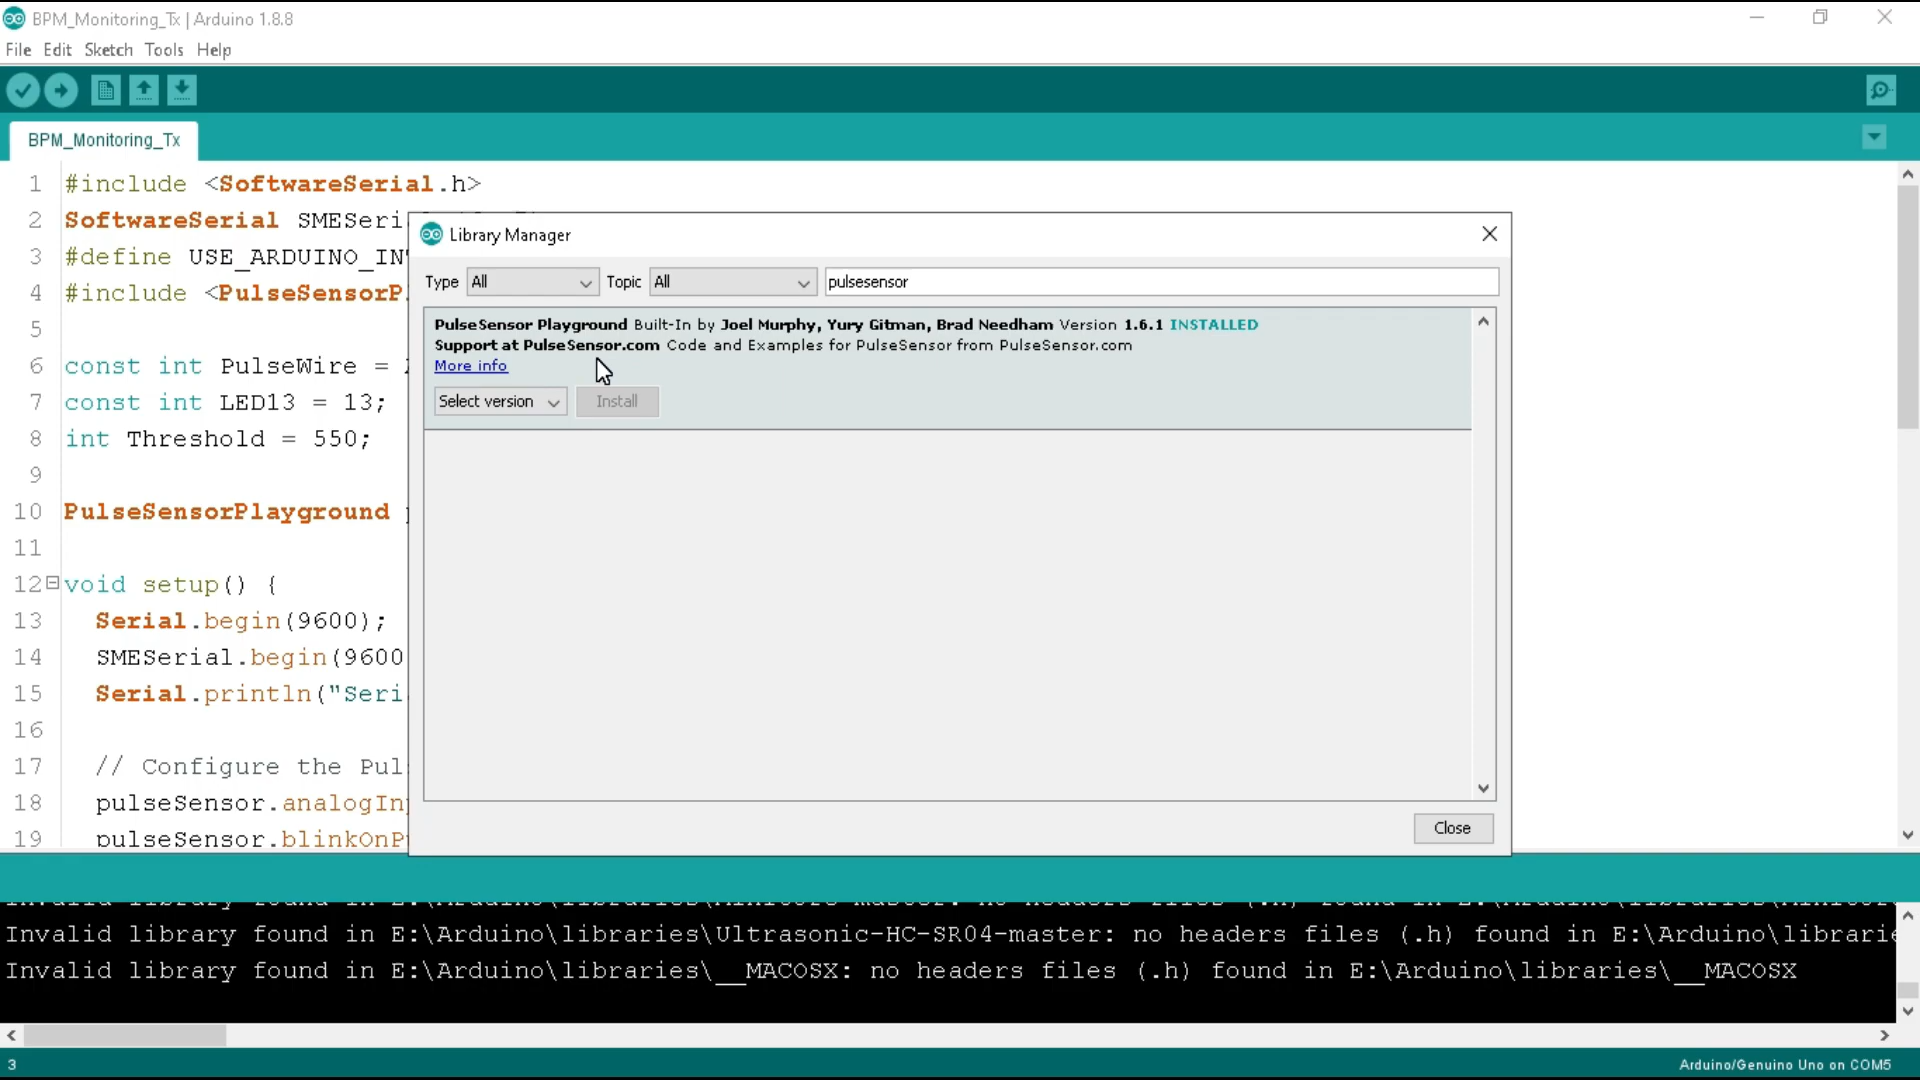 BPM_Monitoring_Tx | Arduino 1.8.8
File Edit Sketch Tools Help
BPM_Monitoring_Tx
1 #include <SoftwareSerial.h>
2 SoftwareSerial
3 #define USE_ARDUINO_
4 #include <PulseSensorP
5
6 const int PulseWire =
7 const int LED13 = 13;
8 int Threshold = 550;
9
10 PulseSensorPlayground
11
12 void setup() {
13 Serial.begin(9600);
14 SMESerial.begin(9600
15 Serial.println("Seri
16
17 // Configure the Pul
18 pulseSensor.analogIn
19 pulseSensor.blinkOnP
Library Manager
Type All Topic All pulsesensor
PulseSensor Playground Built-In by Joel Murphy, Yury Gitman, Brad Needham Version 1.6.1 INSTALLED
Support at PulseSensor.com Code and Examples for PulseSensor from PulseSensor.com
More info
Select version Install
Close
Invalid library found in E:\Arduino\libraries\Ultrasonic-HC-SR04-master: no headers files (.h) found in E:\Arduino\librarie
Invalid library found in E:\Arduino\libraries\__MACOSX: no headers files (.h) found in E:\Arduino\libraries\__MACOSX
3 Arduino/Genuino Uno on COM5